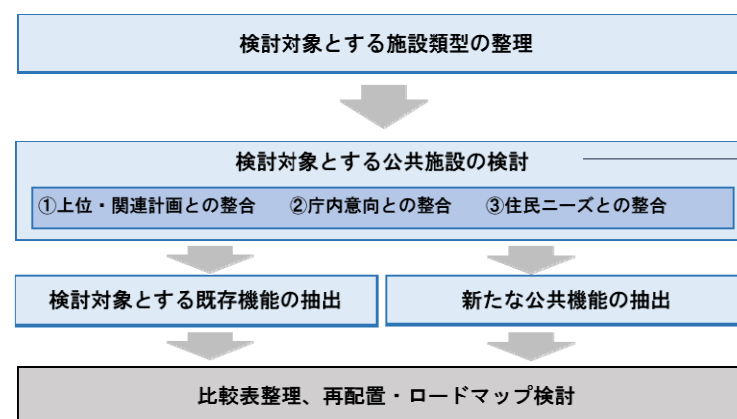 検討対象とする施設類型の整理
検討対象とする公共施設の検討
①上位・関連計画との整合 ②庁内意向との整合 ③住民ニーズとの整合
検討対象とする既存機能の抽出
新たな公共機能の抽出
比較表整理、再配置・ロードマップ検討